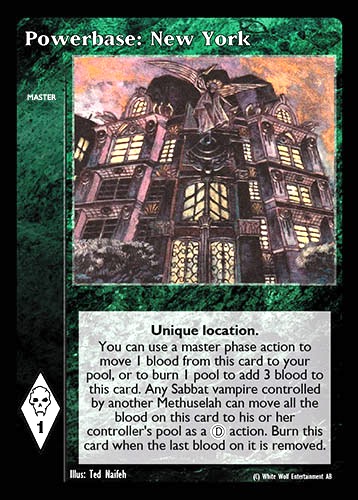 Powerbase: New York
MASTER
Unique location.
You can use a master phase action to
move 1 blood from this card to your
pool, or to burn 1 pool to add 3 blood to
this card. Any Sabbat vampire controlled
by another Methuselah can move all the
blood on this card to his or her
controller's pool as a Ⓓ action. Burn this
card when the last blood on it is removed.
1
Illus: Ted Naifeh
(C) White Wolf Entertainment AB